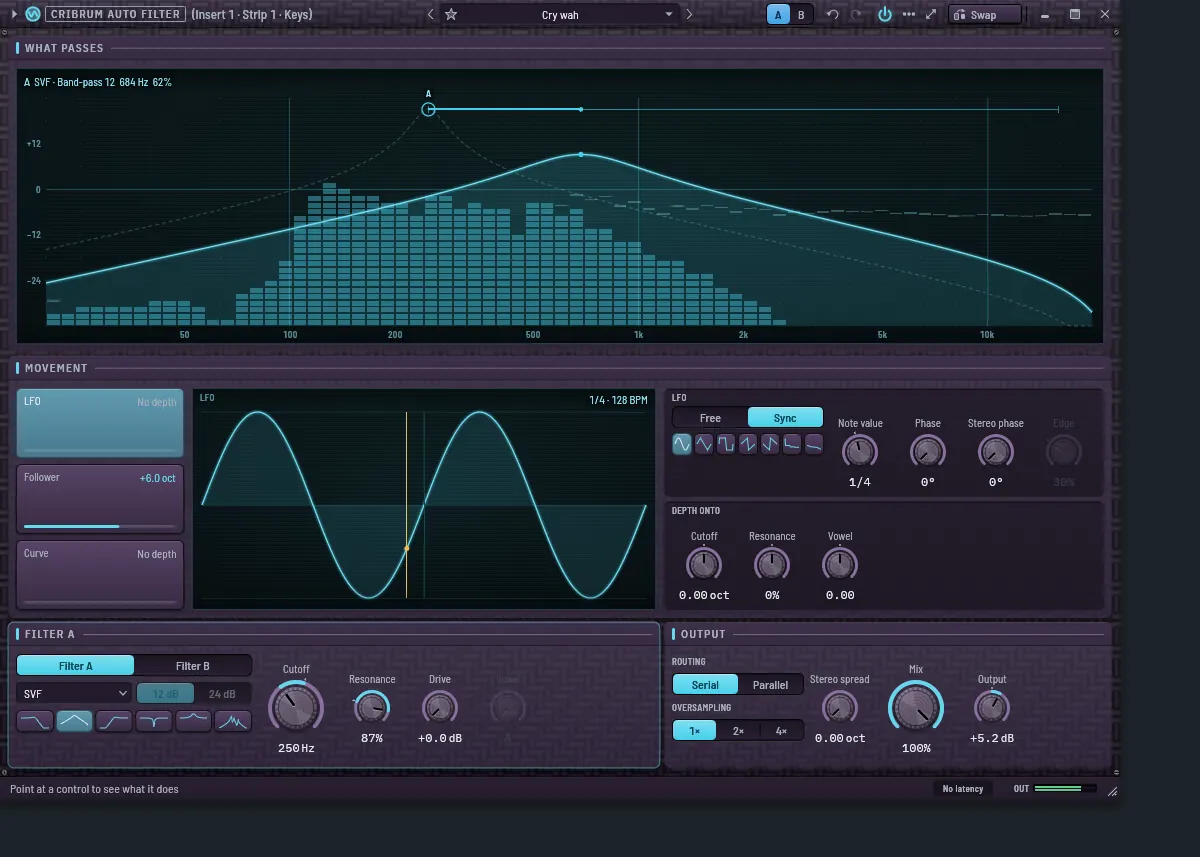 CRIBRUM AUTO FILTER (Insert 1 · Strip 1 · Keys) Cry wah A B Swap
WHAT PASSES
A SVF · Band-pass 12 684 Hz 62%
A
+12
0
-12
-24
50 100 200 500 1k 2k 5k 10k
MOVEMENT
LFO No depth
Follower +6.0 oct
Curve No depth
LFO 1/4 · 128 BPM
LFO
Free Sync
Note value Phase Stereo phase Edge
1/4 0° 0° 30%
DEPTH ONTO
Cutoff Resonance Vowel
0.00 oct 0% 0.00
FILTER A
Filter A Filter B
SVF 12 dB 24 dB
Cutoff Resonance Drive
250 Hz 87% +0.0 dB
OUTPUT
ROUTING
Serial Parallel
OVERSAMPLING
1× 2× 4×
Stereo spread Mix Output
0.00 oct 100% +5.2 dB
Point at a control to see what it does No latency OUT